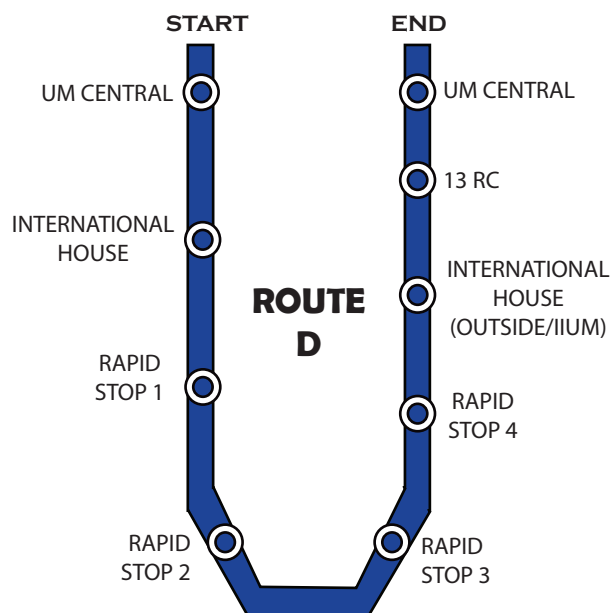 START
END
UM CENTRAL
UM CENTRAL
13 RC
INTERNATIONAL
HOUSE
INTERNATIONAL
HOUSE
(OUTSIDE/IIUM)
ROUTE
D
RAPID
STOP 1
RAPID
STOP 4
RAPID
STOP 2
RAPID
STOP 3